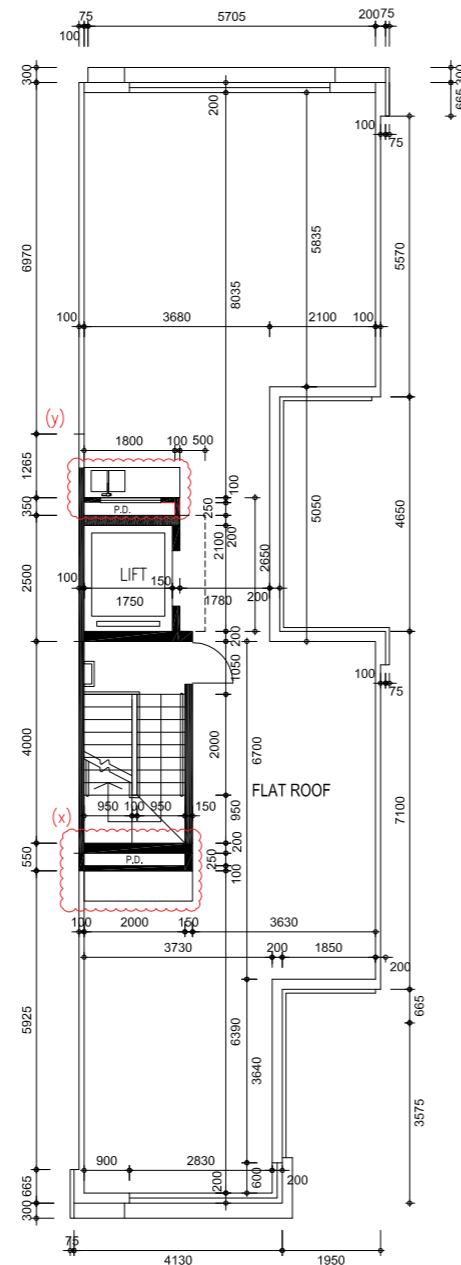 75 5705 200 75
100
300 300
665
200
100
75
6970 5835 5570
8035
100 3680 2100 100
(y)
1800 100 500
1265
100
350 P.D. 250
200
2100 5050 4650
2500 2650
100 LIFT 150
1750 1780 200
200
1050 100
75
4000 2000 6700
FLAT ROOF 7100
950 100 950 150 950
(x)
200
550 P.D. 250
100
100 2000 150 3630
3730 200 1850
200
665
5925 6390
3640
3575
900 2830
665 200 600 200
300
75
4130 1950